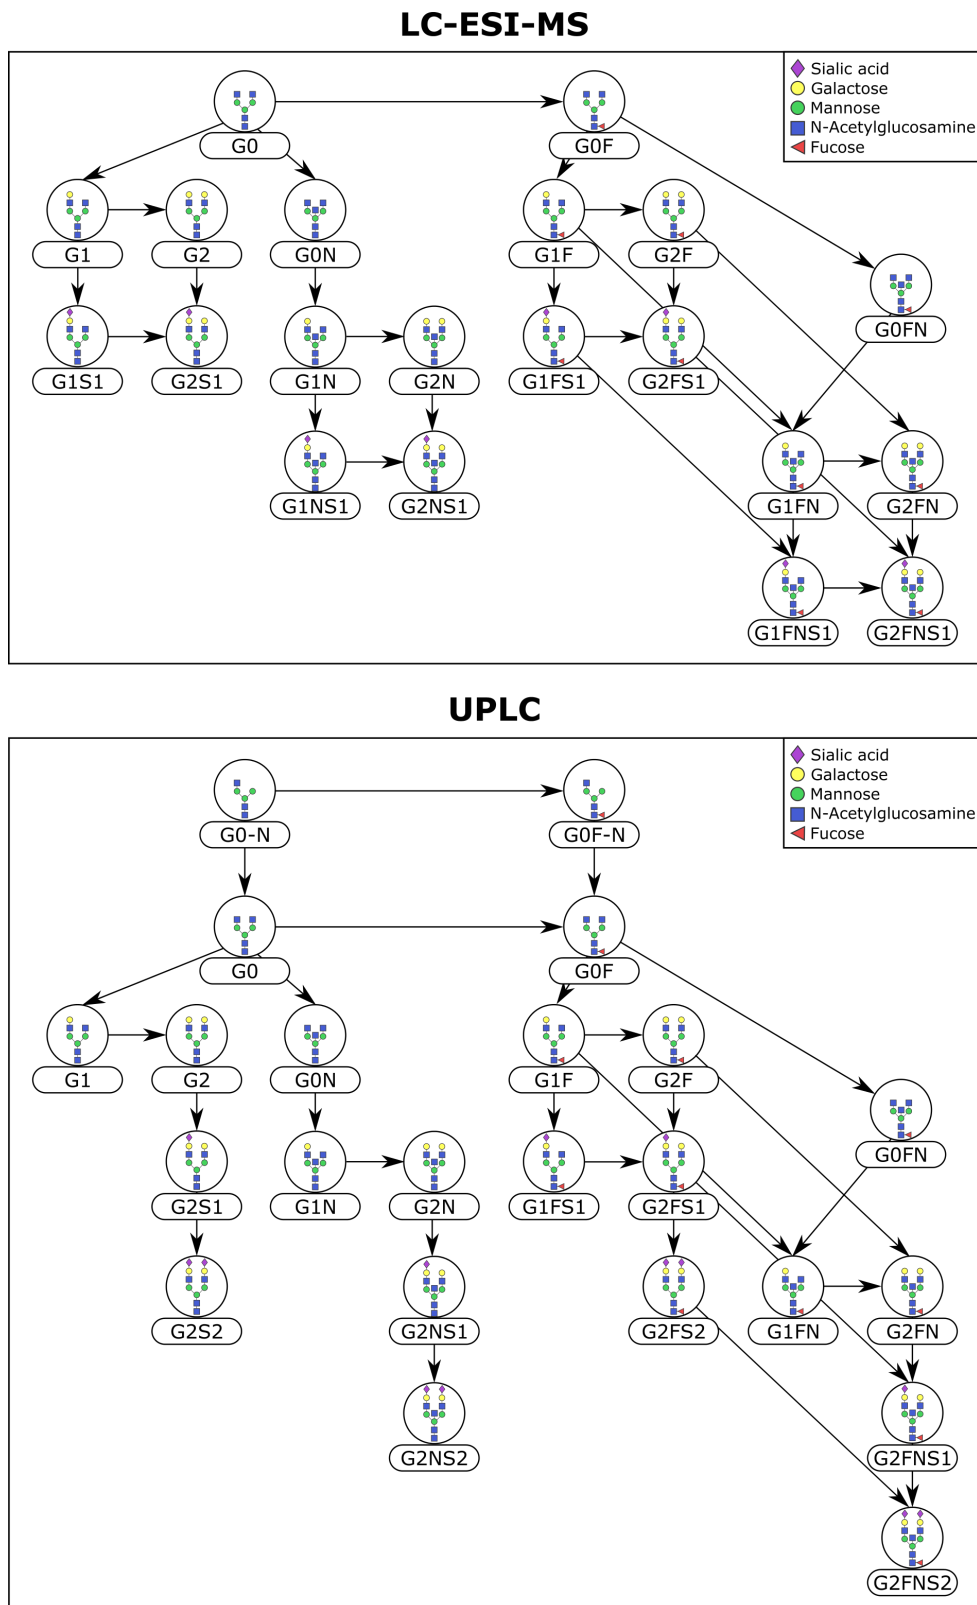 LC-ESI-MS
Sialic acid
Galactose
Mannose
N-Acetylglucosamine
Fucose
G0
G0F
G1
G2
G0N
G1F
G2F
G0FN
G1S1
G2S1
G1N
G2N
G1FS1
G2FS1
G1NS1
G2NS1
G1FN
G2FN
G1FNS1
G2FNS1
UPLC
Sialic acid
Galactose
Mannose
N-Acetylglucosamine
Fucose
G0-N
G0F-N
G0
G0F
G1
G2
G0N
G1F
G2F
G0FN
G2S1
G1N
G2N
G1FS1
G2FS1
G2S2
G2NS1
G2FS2
G1FN
G2FN
G2NS2
G2FNS1
G2FNS2